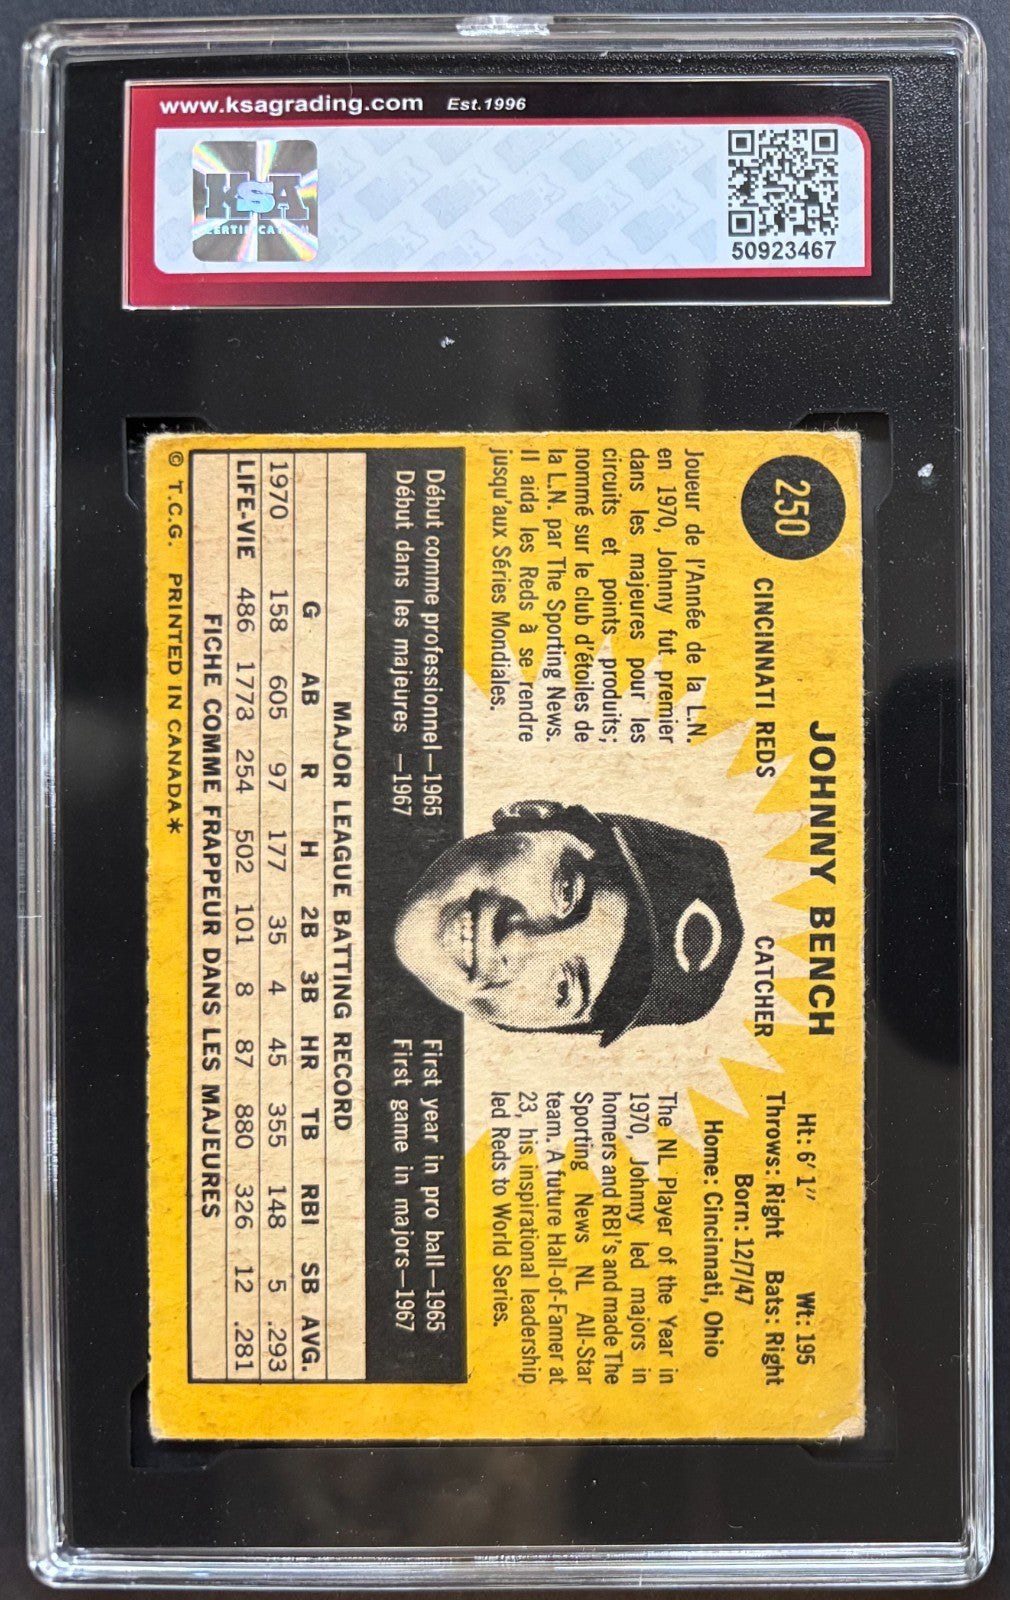 www.ksagrading.com Est.1996
KSA
CERTIFICATION
50923467
250
JOHNNY BENCH
CINCINNATI REDS CATCHER
Ht: 6'1" Wt: 195
Throws: Right Bats: Right
Born: 12/7/47
Home: Cincinnati, Ohio
Joueur de l'Année de la L.N.
en 1970, Johnny fut premier
dans les majeures pour les
circuits et points produits;
nommé sur le club d'étoiles de
la L.N. par The Sporting News.
Il aida les Reds à se rendre
jusqu'aux Séries Mondiales.
The NL Player of the Year in
1970, Johnny led majors in
homers and RBI's and made The
Sporting News NL All-Star
team. A future Hall-of-Famer at
23, his inspirational leadership
led Reds to World Series.
Début comme professionnel—1965
Début dans les majeures —1967
First year in pro ball—1965
First game in majors—1967
MAJOR LEAGUE BATTING RECORD
G AB R H 2B 3B HR TB RBI SB AVG.
1970 158 605 97 177 35 4 45 355 148 5 .293
LIFE-VIE 486 1773 254 502 101 8 87 880 326 12 .281
FICHE COMME FRAPPEUR DANS LES MAJEURES
© T.C.G. PRINTED IN CANADA*